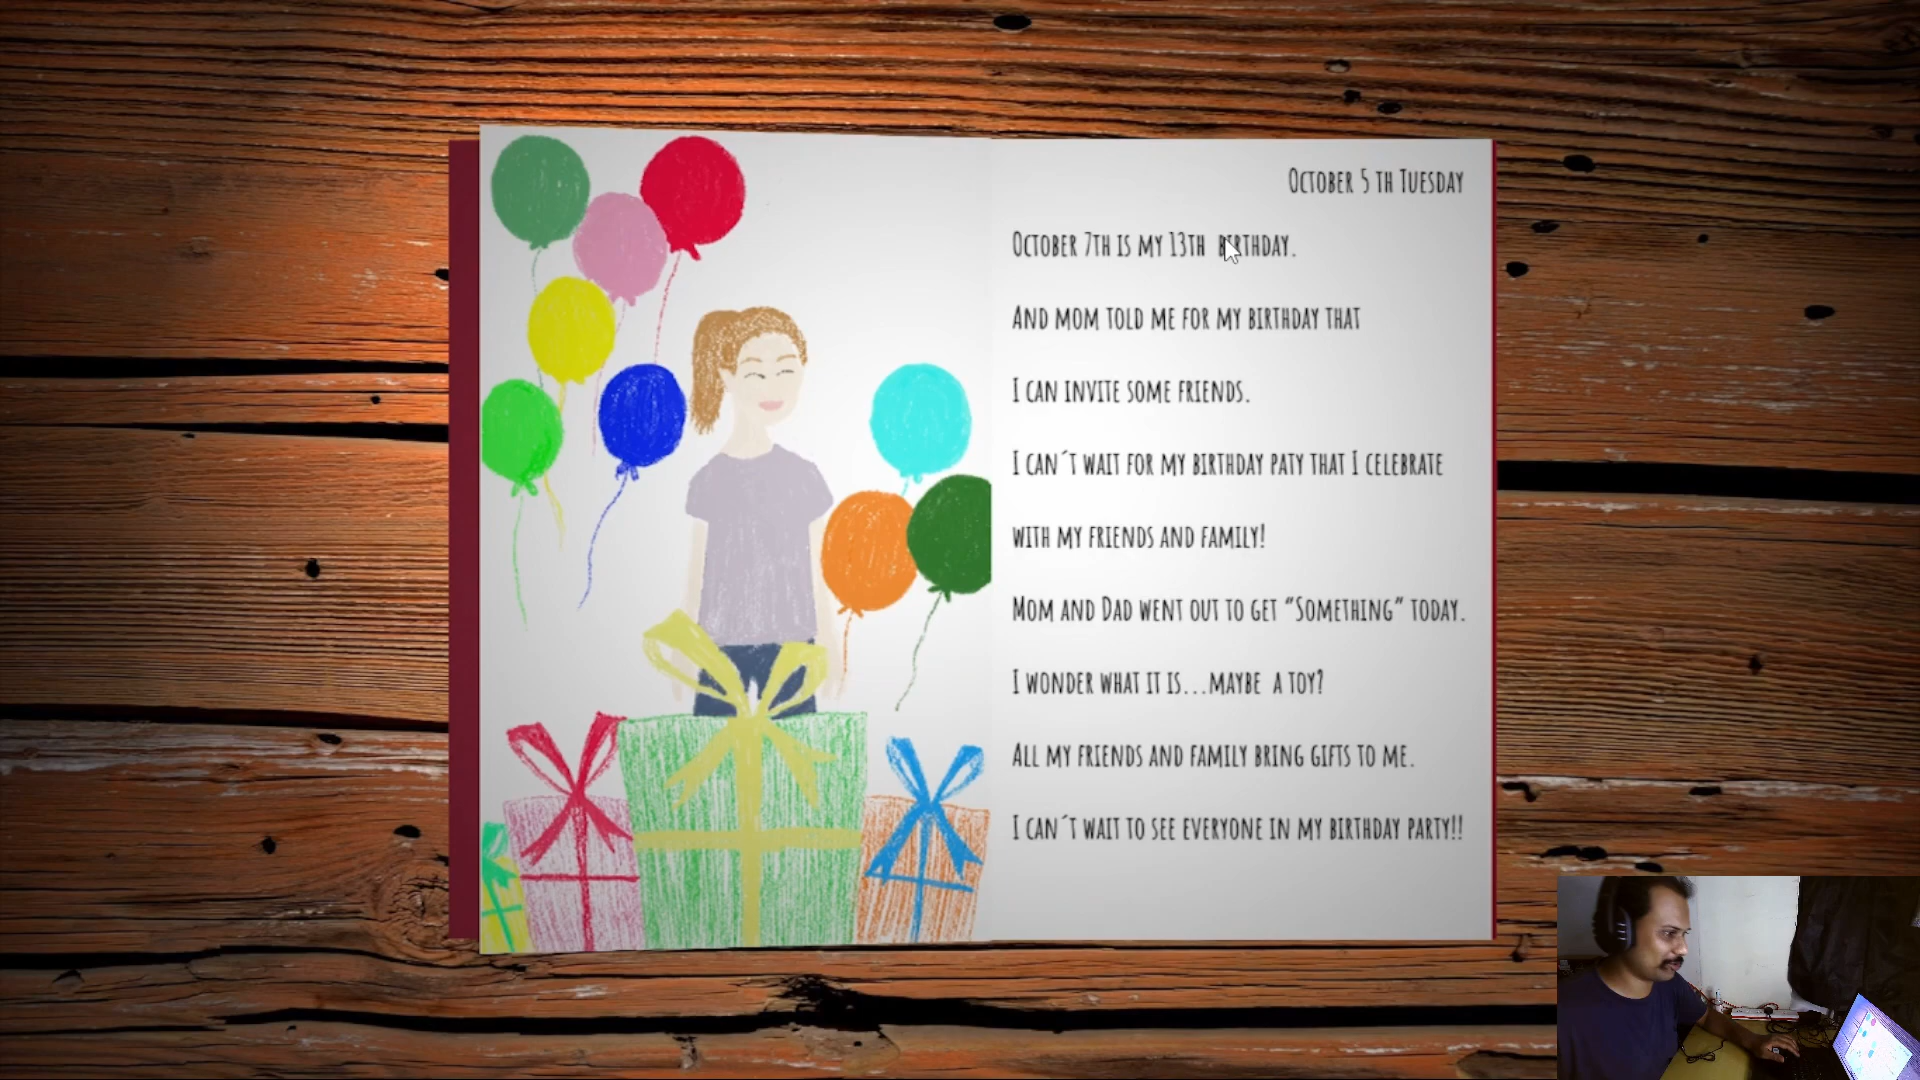 October 5 th Tuesday
October 7th is my 13th birthday.
And mom told me for my birthday that
I can invite some friends.
I can´t wait for my birthday paty that I celebrate
with my friends and family!
Mom and Dad went out to get "Something" today.
I wonder what it is...maybe a toy?
All my friends and family bring gifts to me.
I can´t wait to see everyone in my birthday party!!